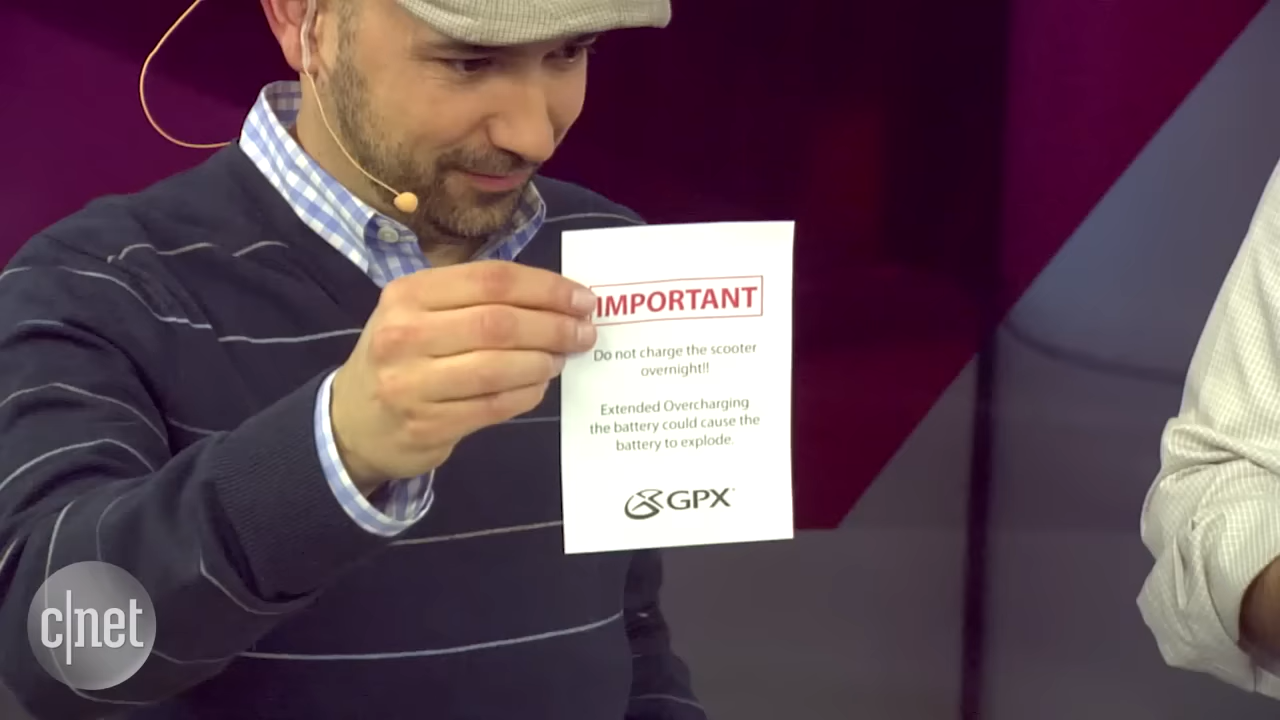 IMPORTANT
Do not charge the scooter
overnight!!
Extended Overcharging
the battery could cause the
battery to explode.
GPX
c|net